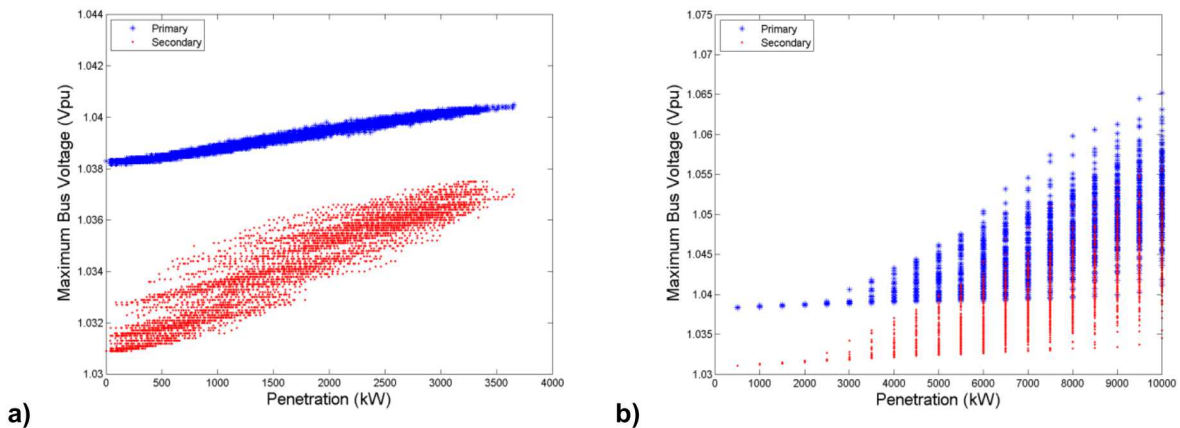 1.044
1.042
1.04
1.038
1.036
1.034
1.032
1.03
Maximum Bus Voltage (Vpu)
Primary
Secondary
0 500 1000 1500 2000 2500 3000 3500 4000
Penetration (kW)
a)
1.075
1.07
1.065
1.06
1.055
1.05
1.045
1.04
1.035
1.03
Maximum Bus Voltage (Vpu)
Primary
Secondary
0 1000 2000 3000 4000 5000 6000 7000 8000 9000 10000
Penetration (kW)
b)